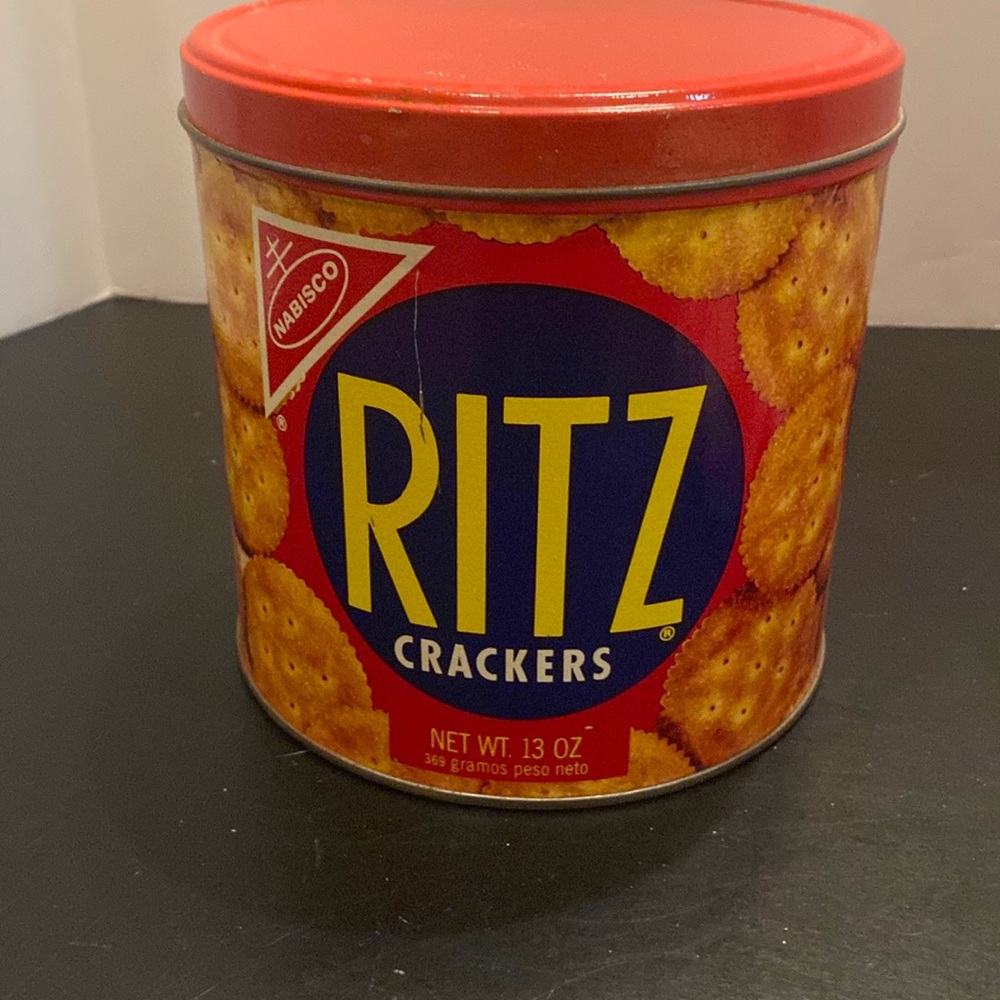 NABISCO
®
RITZ
®
CRACKERS
NET WT. 13 OZ
369 gramos peso neto